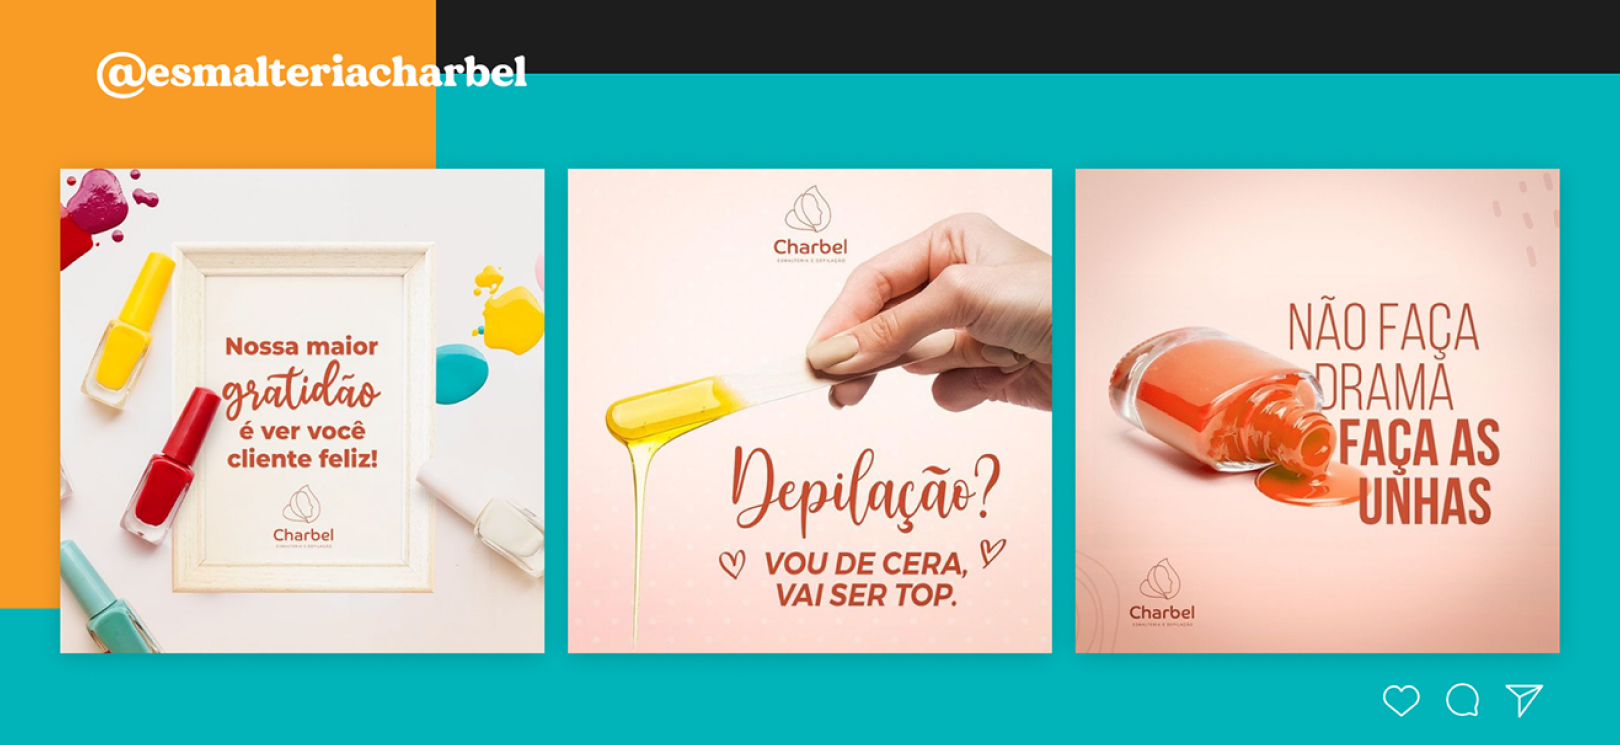 @esmalteriacharbel
Nossa maior
gratidão
é ver você
cliente feliz!
Charbel
ESMALTERIA E DEPILAÇÃO
Charbel
ESMALTERIA E DEPILAÇÃO
Depilação?
VOU DE CERA,
VAI SER TOP.
NÃO FAÇA
DRAMA
FAÇA AS
UNHAS
Charbel
ESMALTERIA E DEPILAÇÃO